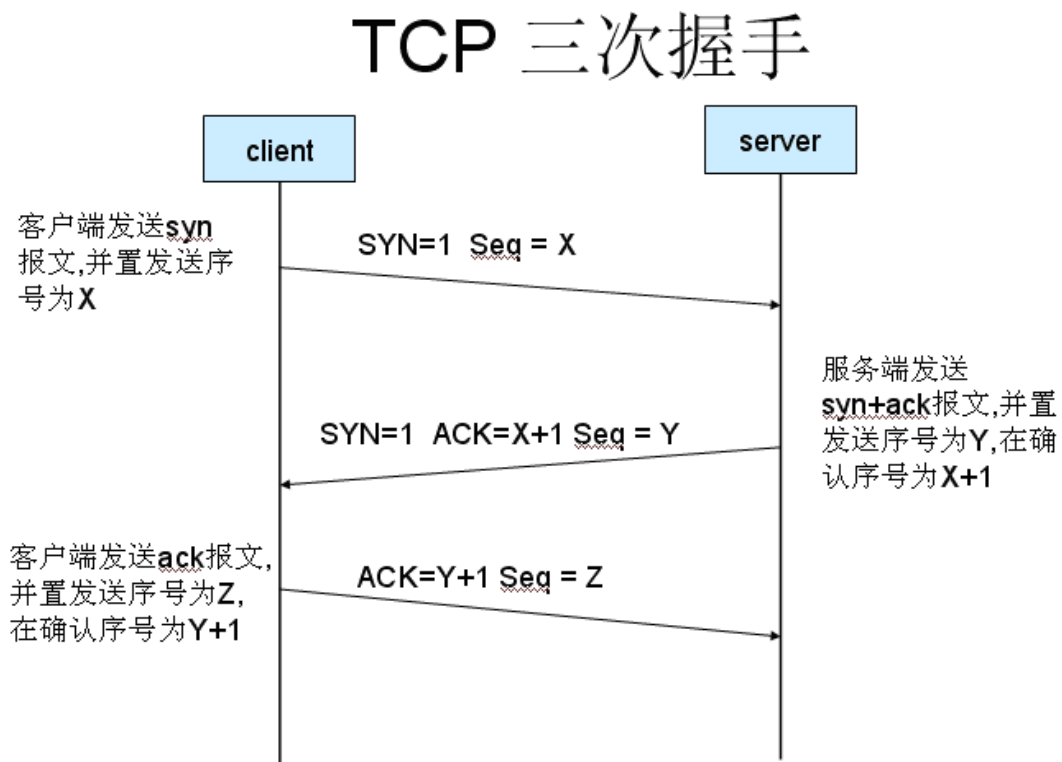 TCP 三次握手
client
server
客户端发送syn
报文,并置发送序
号为X
SYN=1 Seq = X
服务端发送
syn+ack报文,并置
发送序号为Y,在确
认序号为X+1
SYN=1 ACK=X+1 Seq = Y
客户端发送ack报文,
并置发送序号为Z,
在确认序号为Y+1
ACK=Y+1 Seq = Z